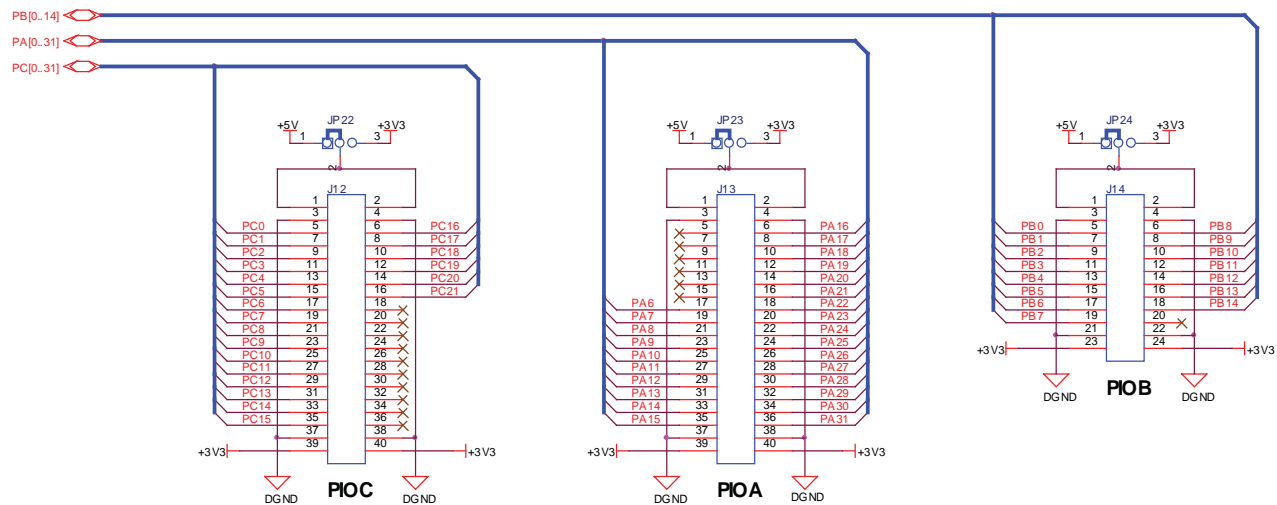 PB[0..14]
PA[0..31]
PC[0..31]
JP22
+5V 1 3 +3V3
2
J12
1 2
3 4
PC0 5 6 PC16
PC1 7 8 PC17
PC2 9 10 PC18
PC3 11 12 PC19
PC4 13 14 PC20
PC5 15 16 PC21
PC6 17 18
PC7 19 20
PC8 21 22
PC9 23 24
PC10 25 26
PC11 27 28
PC12 29 30
PC13 31 32
PC14 33 34
PC15 35 36
37 38
+3V3 39 40 +3V3
DGND PIOC DGND
JP23
+5V 1 3 +3V3
2
J13
1 2
3 4
5 6 PA16
7 8 PA17
9 10 PA18
11 12 PA19
13 14 PA20
15 16 PA21
PA6 17 18 PA22
PA7 19 20 PA23
PA8 21 22 PA24
PA9 23 24 PA25
PA10 25 26 PA26
PA11 27 28 PA27
PA12 29 30 PA28
PA13 31 32 PA29
PA14 33 34 PA30
PA15 35 36 PA31
37 38
+3V3 39 40 +3V3
DGND PIOA DGND
JP24
+5V 1 3 +3V3
2
J14
1 2
3 4
PB0 5 6 PB8
PB1 7 8 PB9
PB2 9 10 PB10
PB3 11 12 PB11
PB4 13 14 PB12
PB5 15 16 PB13
PB6 17 18 PB14
PB7 19 20
21 22
+3V3 23 24 +3V3
DGND PIOB DGND